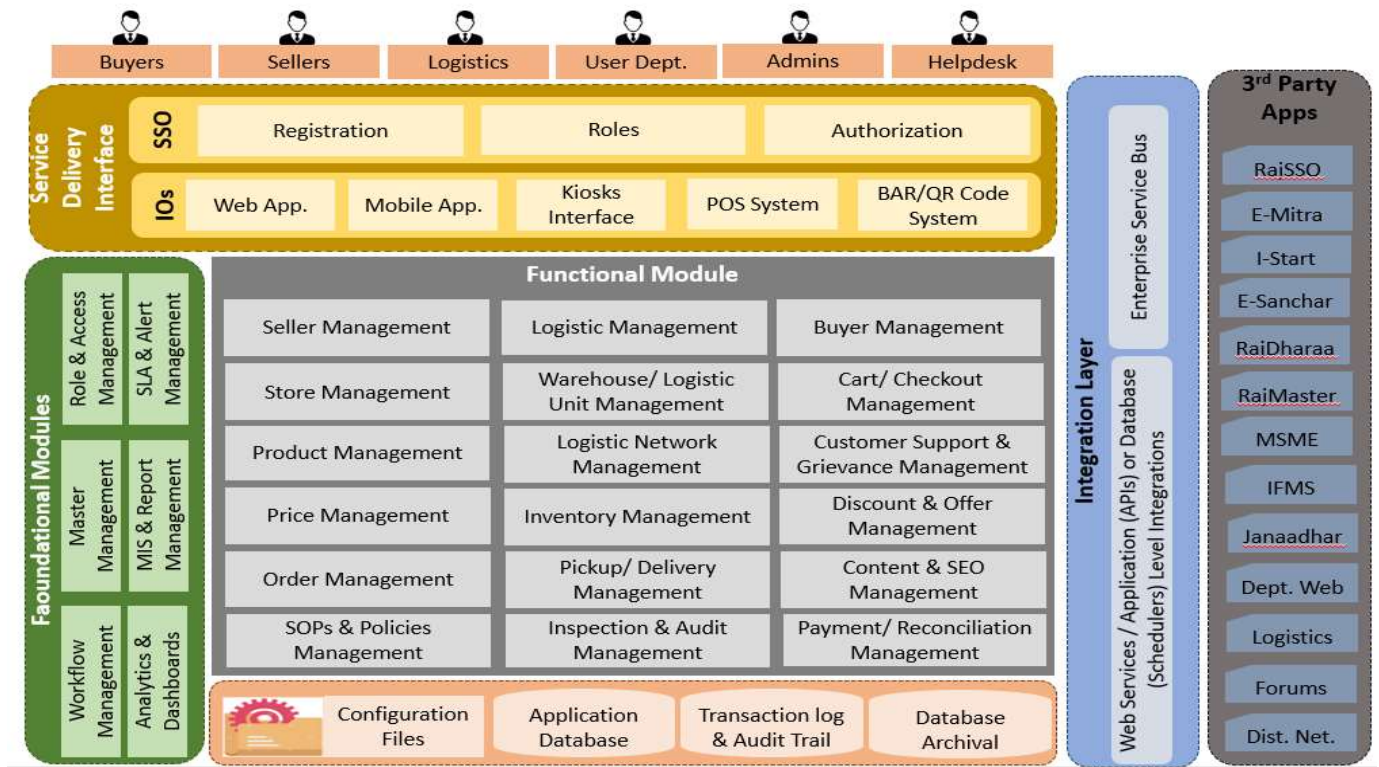 Buyers
Sellers
Logistics
User Dept.
Admins
Helpdesk
Service
Delivery
Interface
SSO
Registration
Roles
Authorization
IOs
Web App.
Mobile App.
Kiosks
Interface
POS System
BAR/QR Code
System
Faoundational Modules
Role & Access
Management
SLA & Alert
Management
Master
Management
MIS & Report
Management
Workflow
Management
Analytics &
Dashboards
Functional Module
Seller Management
Logistic Management
Buyer Management
Store Management
Warehouse/ Logistic
Unit Management
Cart/ Checkout
Management
Product Management
Logistic Network
Management
Customer Support &
Grievance Management
Price Management
Inventory Management
Discount & Offer
Management
Order Management
Pickup/ Delivery
Management
Content & SEO
Management
SOPs & Policies
Management
Inspection & Audit
Management
Payment/ Reconciliation
Management
Configuration
Files
Application
Database
Transaction log
& Audit Trail
Database
Archival
Integration Layer
Enterprise Service Bus
Web Services / Application (APIs) or Database
(Schedulers) Level Integrations
3rd Party
Apps
RajSSO
E-Mitra
I-Start
E-Sanchar
RajDharaa
RajMaster
MSME
IFMS
Janaadhar
Dept. Web
Logistics
Forums
Dist. Net.